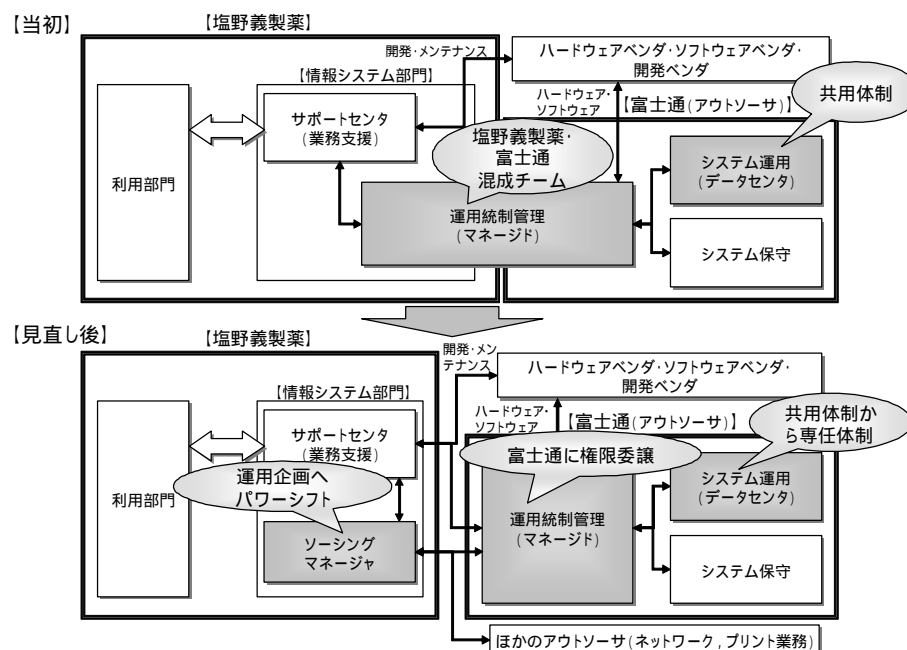 【当初】
【塩野義製薬】
開発・メンテナンス
ハードウェアベンダ・ソフトウェアベンダ・
開発ベンダ
【情報システム部門】
ハードウェア・
ソフトウェア
【富士通(アウトソーサ)】
共用体制
利用部門
サポートセンタ
(業務支援)
塩野義製薬・
富士通
混成チーム
システム運用
(データセンタ)
運用統制管理
(マネージド)
システム保守
【見直し後】
【塩野義製薬】
開発・メン
テナンス
ハードウェアベンダ・ソフトウェアベンダ・
開発ベンダ
【情報システム部門】
ハードウェア・
ソフトウェア
【富士通(アウトソーサ)】
共用体制か
ら専任体制
利用部門
サポートセンタ
(業務支援)
富士通に権限委譲
運用企画へ
パワーシフト
システム運用
(データセンタ)
運用統制管理
(マネージド)
ソーシング
マネージャ
システム保守
ほかのアウトソーサ(ネットワーク,プリント業務)